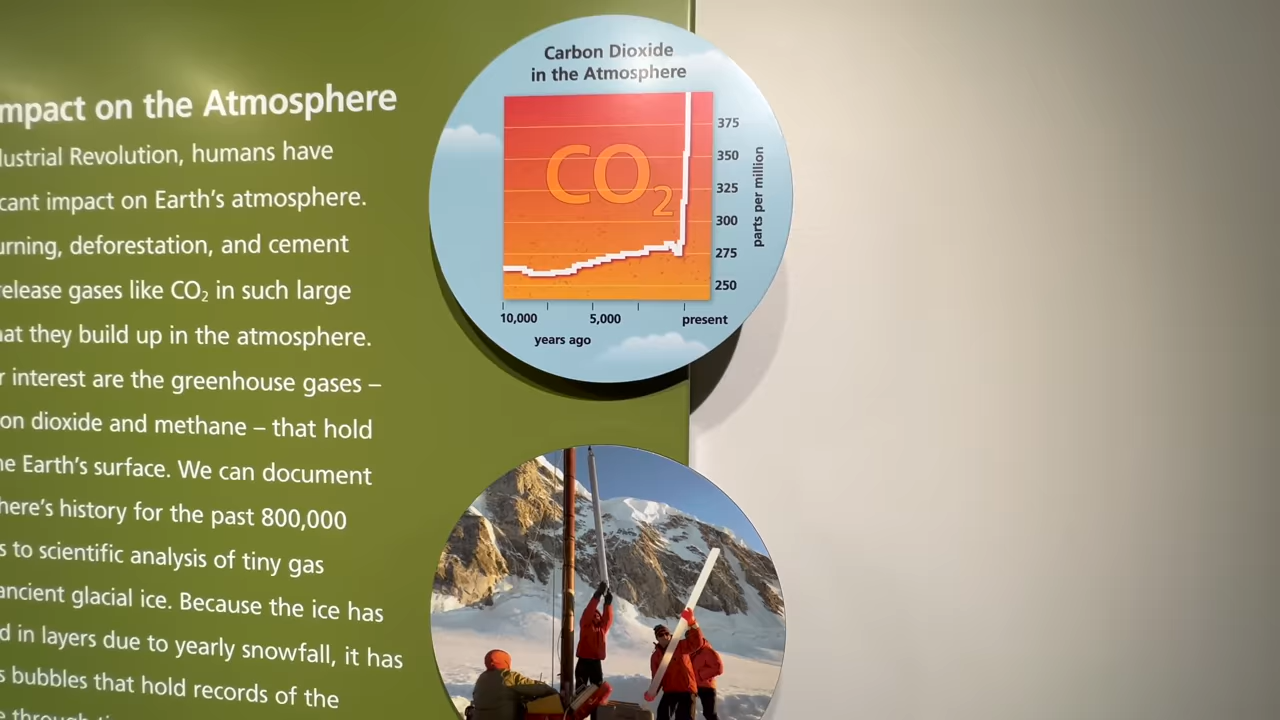 mpact on the Atmosphere
dustrial Revolution, humans have
cant impact on Earth's atmosphere.
urning, deforestation, and cement
release gases like CO₂ in such large
hat they build up in the atmosphere.
r interest are the greenhouse gases –
on dioxide and methane – that hold
he Earth's surface. We can document
here's history for the past 800,000
s to scientific analysis of tiny gas
ancient glacial ice. Because the ice has
d in layers due to yearly snowfall, it has
s bubbles that hold records of the
Carbon Dioxide
in the Atmosphere
CO₂
375
350
325
300
275
250
parts per million
10,000 5,000 present
years ago